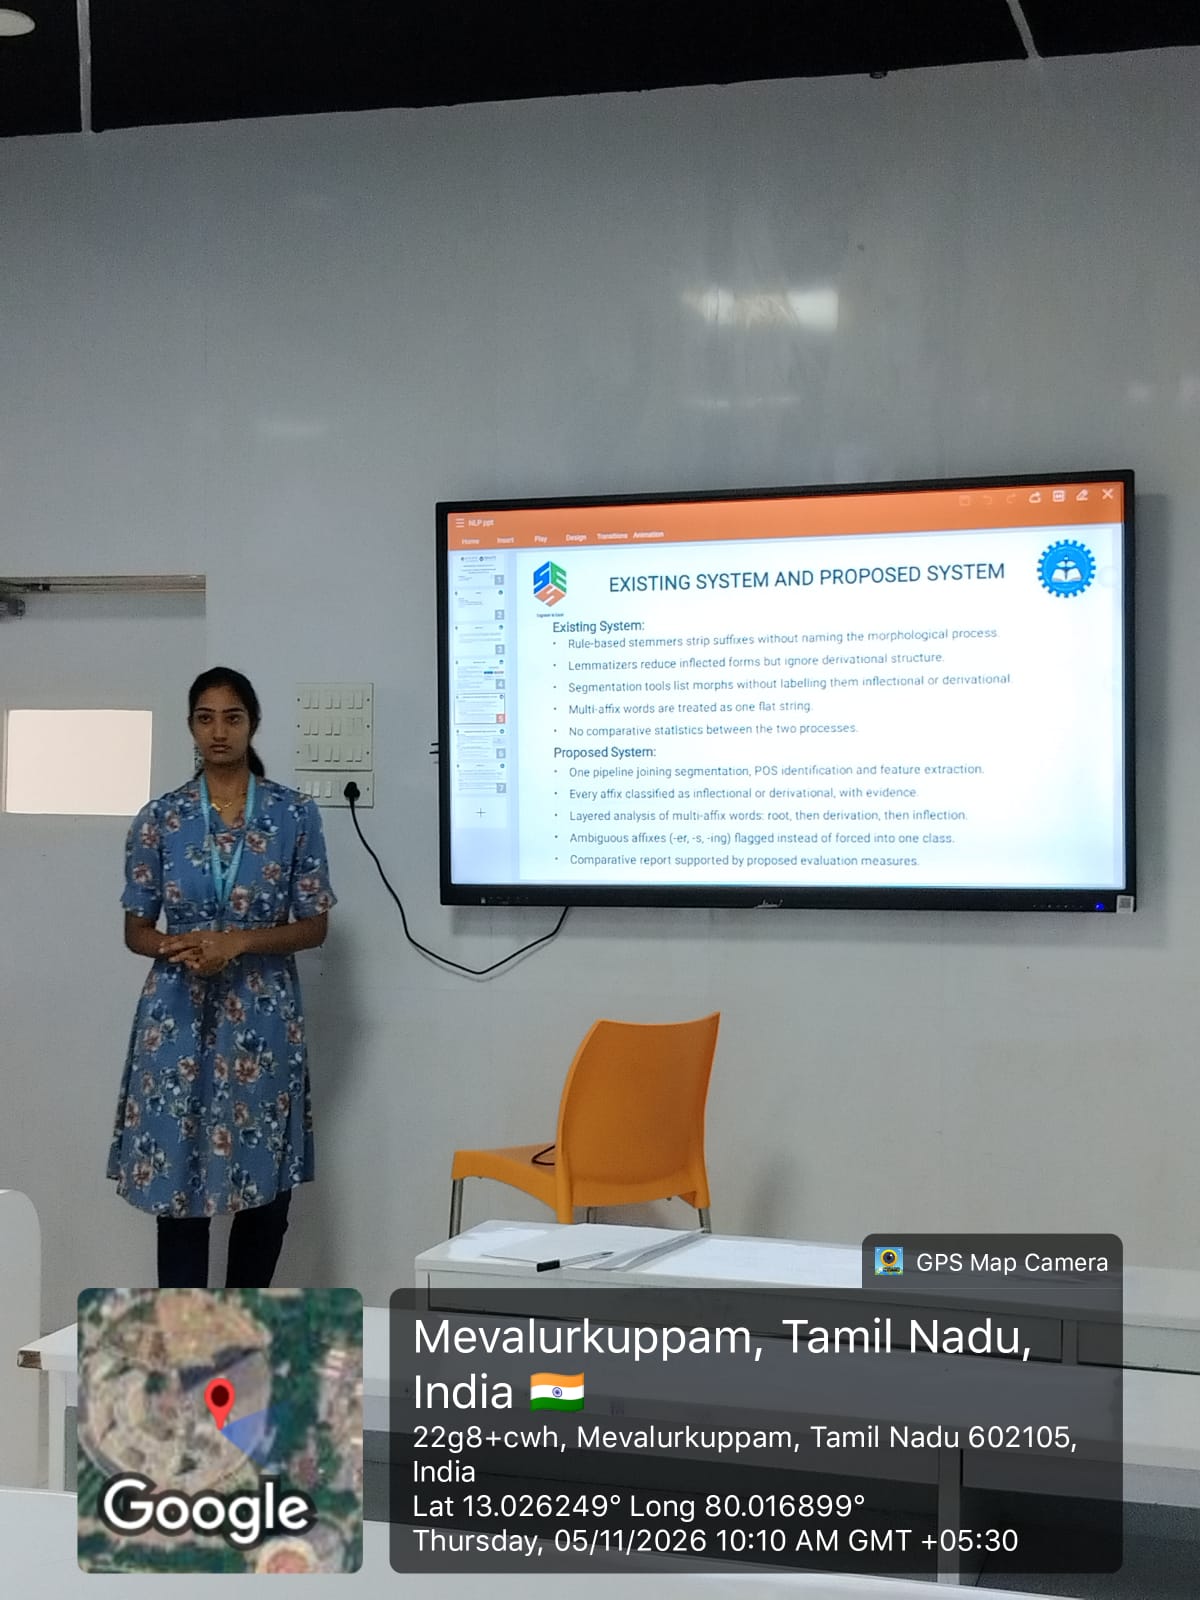 NLP ppt
Home Insert Play Design Transitions Animation
EXISTING SYSTEM AND PROPOSED SYSTEM
Existing System:
• Rule-based stemmers strip suffixes without naming the morphological process.
• Lemmatizers reduce inflected forms but ignore derivational structure.
• Segmentation tools list morphs without labelling them inflectional or derivational.
• Multi-affix words are treated as one flat string.
• No comparative statistics between the two processes.
Proposed System:
• One pipeline joining segmentation, POS identification and feature extraction.
• Every affix classified as inflectional or derivational, with evidence.
• Layered analysis of multi-affix words: root, then derivation, then inflection.
• Ambiguous affixes (-er, -s, -ing) flagged instead of forced into one class.
• Comparative report supported by proposed evaluation measures.
1
2
3
4
5
6
7
GPS Map Camera
Google
Mevalurkuppam, Tamil Nadu,
India
22g8+cwh, Mevalurkuppam, Tamil Nadu 602105,
India
Lat 13.026249° Long 80.016899°
Thursday, 05/11/2026 10:10 AM GMT +05:30